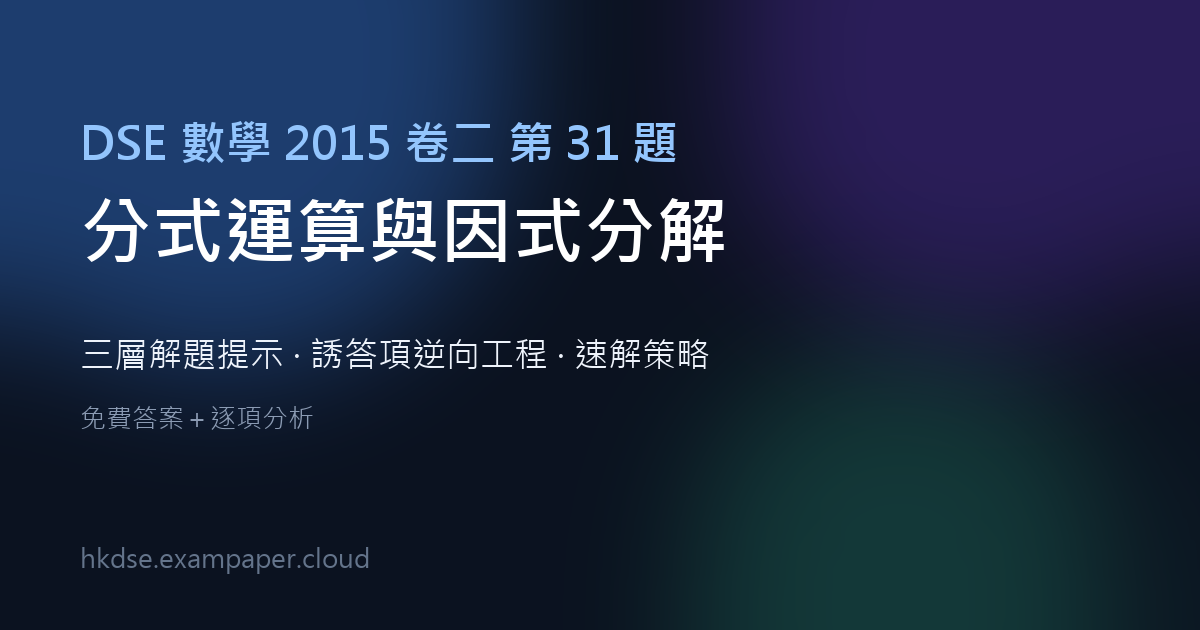 DSE 數學 2015 卷二 第 31 題
分式運算與因式分解
三層解題提示 · 誘答項逆向工程 · 速解策略
免費答案 + 逐項分析
hkdse.exampaper.cloud